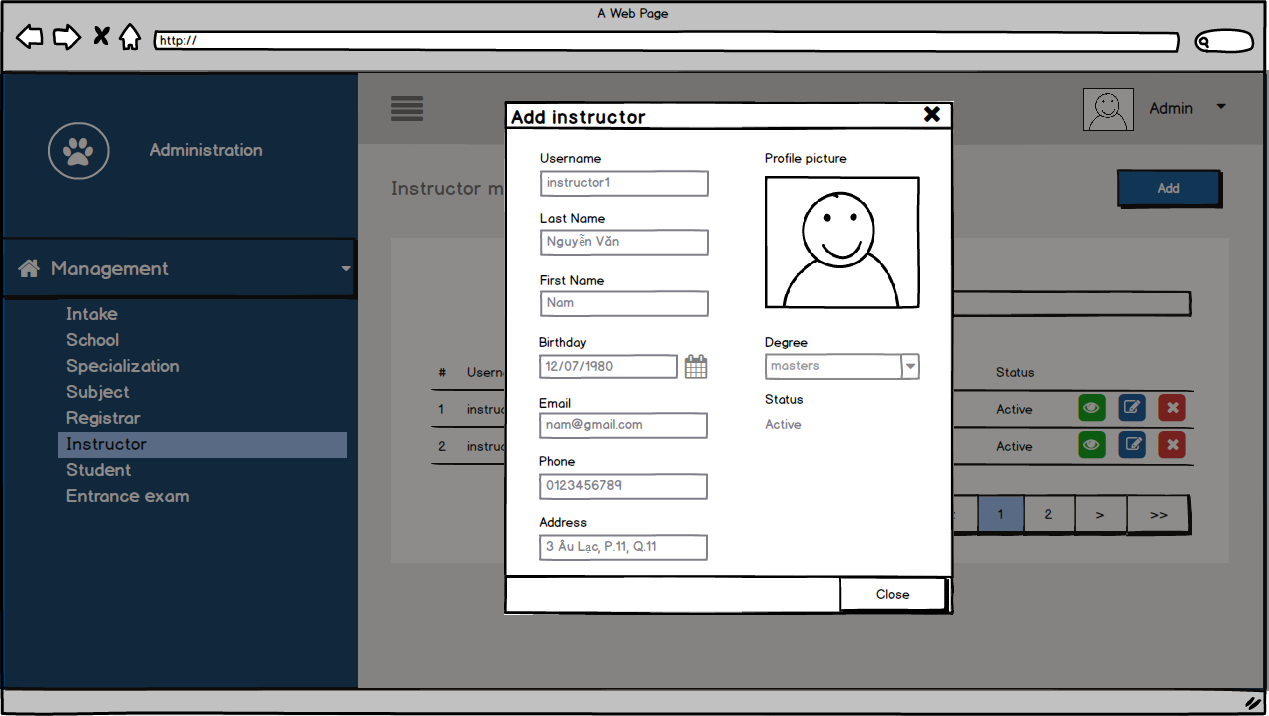 A Web Page
http://
Administration
Management
Intake
School
Specialization
Subject
Registrar
Instructor
Student
Entrance exam
Admin
Instructor m
Add
# Usern Status
1 instruc Active
2 instruc Active
1 2 > >>
Add instructor
Username
instructor1
Last Name
Nguyễn Văn
First Name
Nam
Birthday
12/07/1980
Email
nam@gmail.com
Phone
0123456789
Address
3 Âu Lạc, P.11, Q.11
Profile picture
Degree
masters
Status
Active
Close